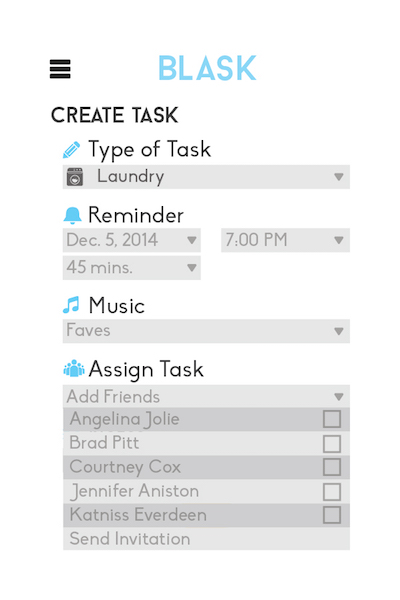 BLASK
CREATE TASK
Type of Task
Laundry
Reminder
Dec. 5, 2014 7:00 PM
45 mins.
Music
Faves
Assign Task
Add Friends
Angelina Jolie
Brad Pitt
Courtney Cox
Jennifer Aniston
Katniss Everdeen
Send Invitation